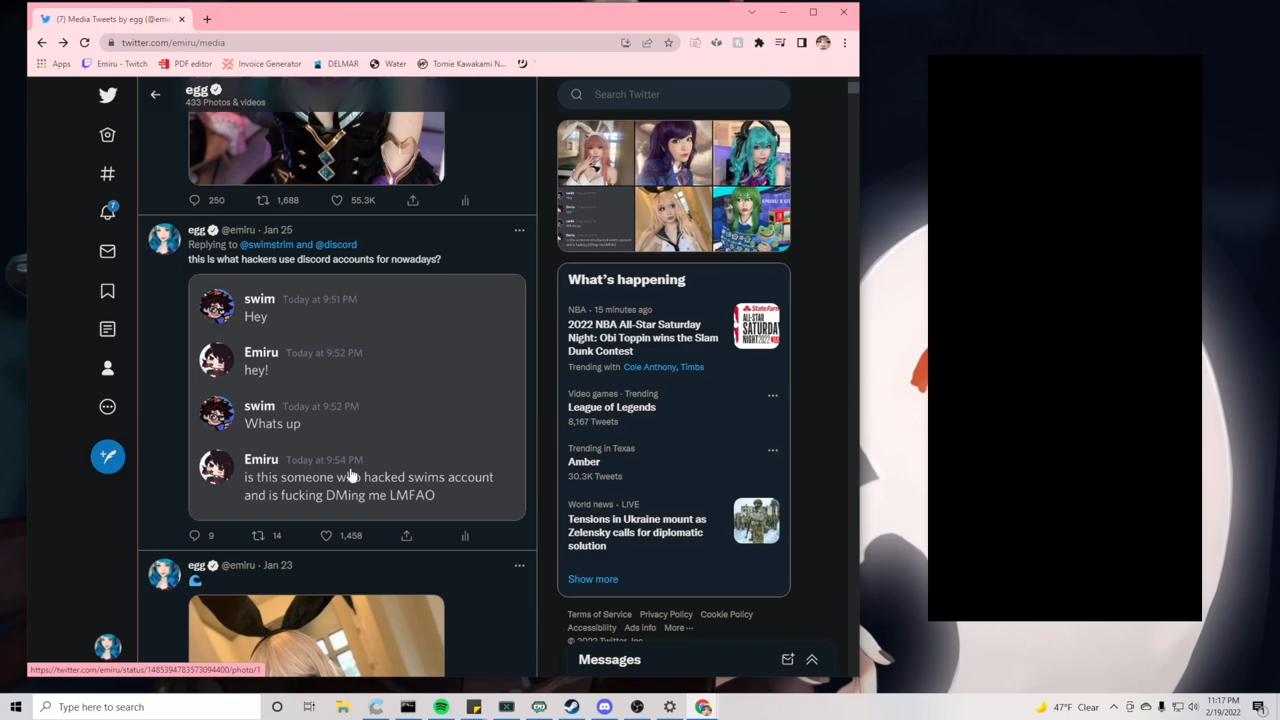 (7) Media Tweets by egg (@emiru
twitter.com/emiru/media
Apps
Emiru - Twitch
PDF editor
Invoice Generator
DELMAR
Water
Tomie Kawakami N...
egg
433 Photos & videos
250
1,688
55.3K
egg @emiru · Jan 25
Replying to @swimstrim and @discord
this is what hackers use discord accounts for nowadays?
swim Today at 9:51 PM
Hey
Emiru Today at 9:52 PM
hey!
swim Today at 9:52 PM
Whats up
Emiru Today at 9:54 PM
is this someone who hacked swims account
and is fucking DMing me LMFAO
9
14
1,458
egg @emiru · Jan 23
Search Twitter
What's happening
NBA · 15 minutes ago
2022 NBA All-Star Saturday
Night: Obi Toppin wins the Slam
Dunk Contest
Trending with Cole Anthony, Timbs
Video games · Trending
League of Legends
8,167 Tweets
Trending in Texas
Amber
30.3K Tweets
World news · LIVE
Tensions in Ukraine mount as
Zelensky calls for diplomatic
solution
Show more
Terms of Service Privacy Policy Cookie Policy
Accessibility Ads info More ···
© 2022 Twitter, Inc.
Messages
7
https://twitter.com/emiru/status/1485394783573094400/photo/1
Type here to search
47°F Clear
11:17 PM
2/19/2022